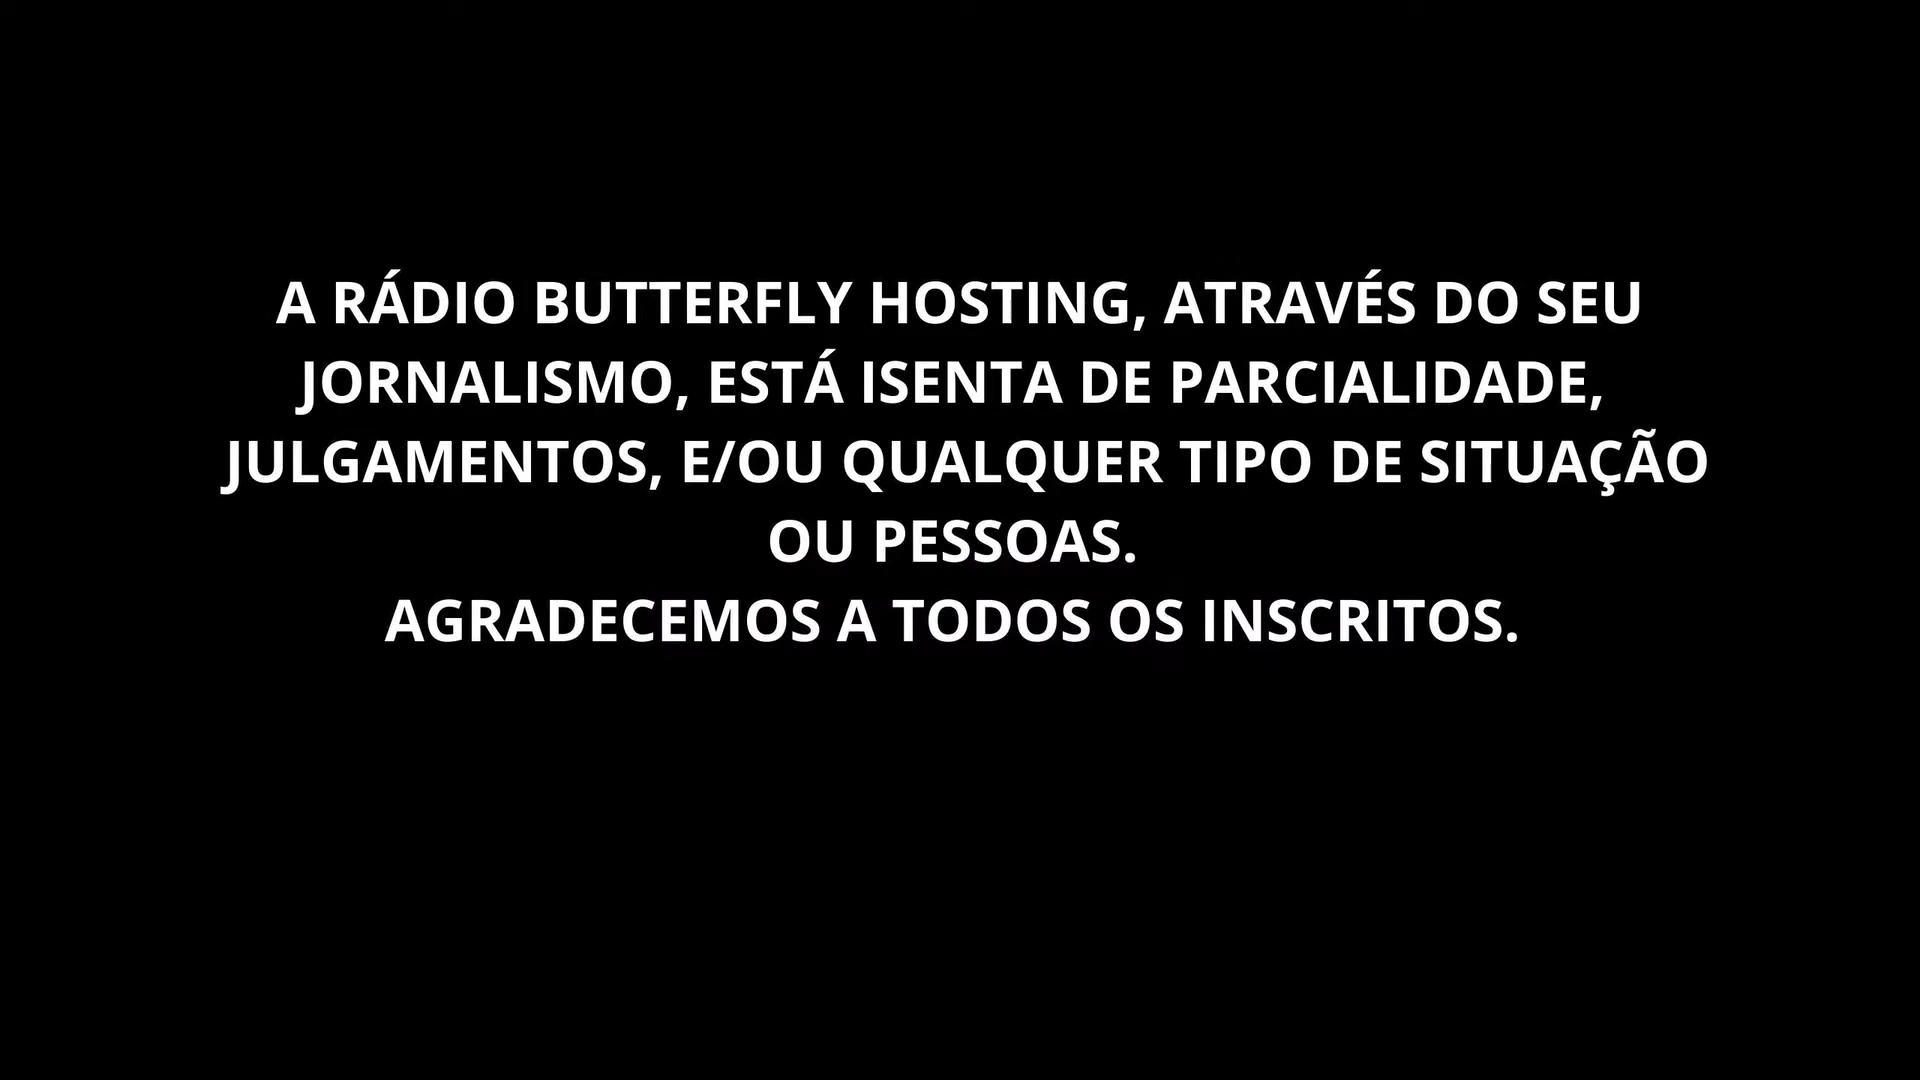 A RÁDIO BUTTERFLY HOSTING, ATRAVÉS DO SEU
JORNALISMO, ESTÁ ISENTA DE PARCIALIDADE,
JULGAMENTOS, E/OU QUALQUER TIPO DE SITUAÇÃO
OU PESSOAS.
AGRADECEMOS A TODOS OS INSCRITOS.